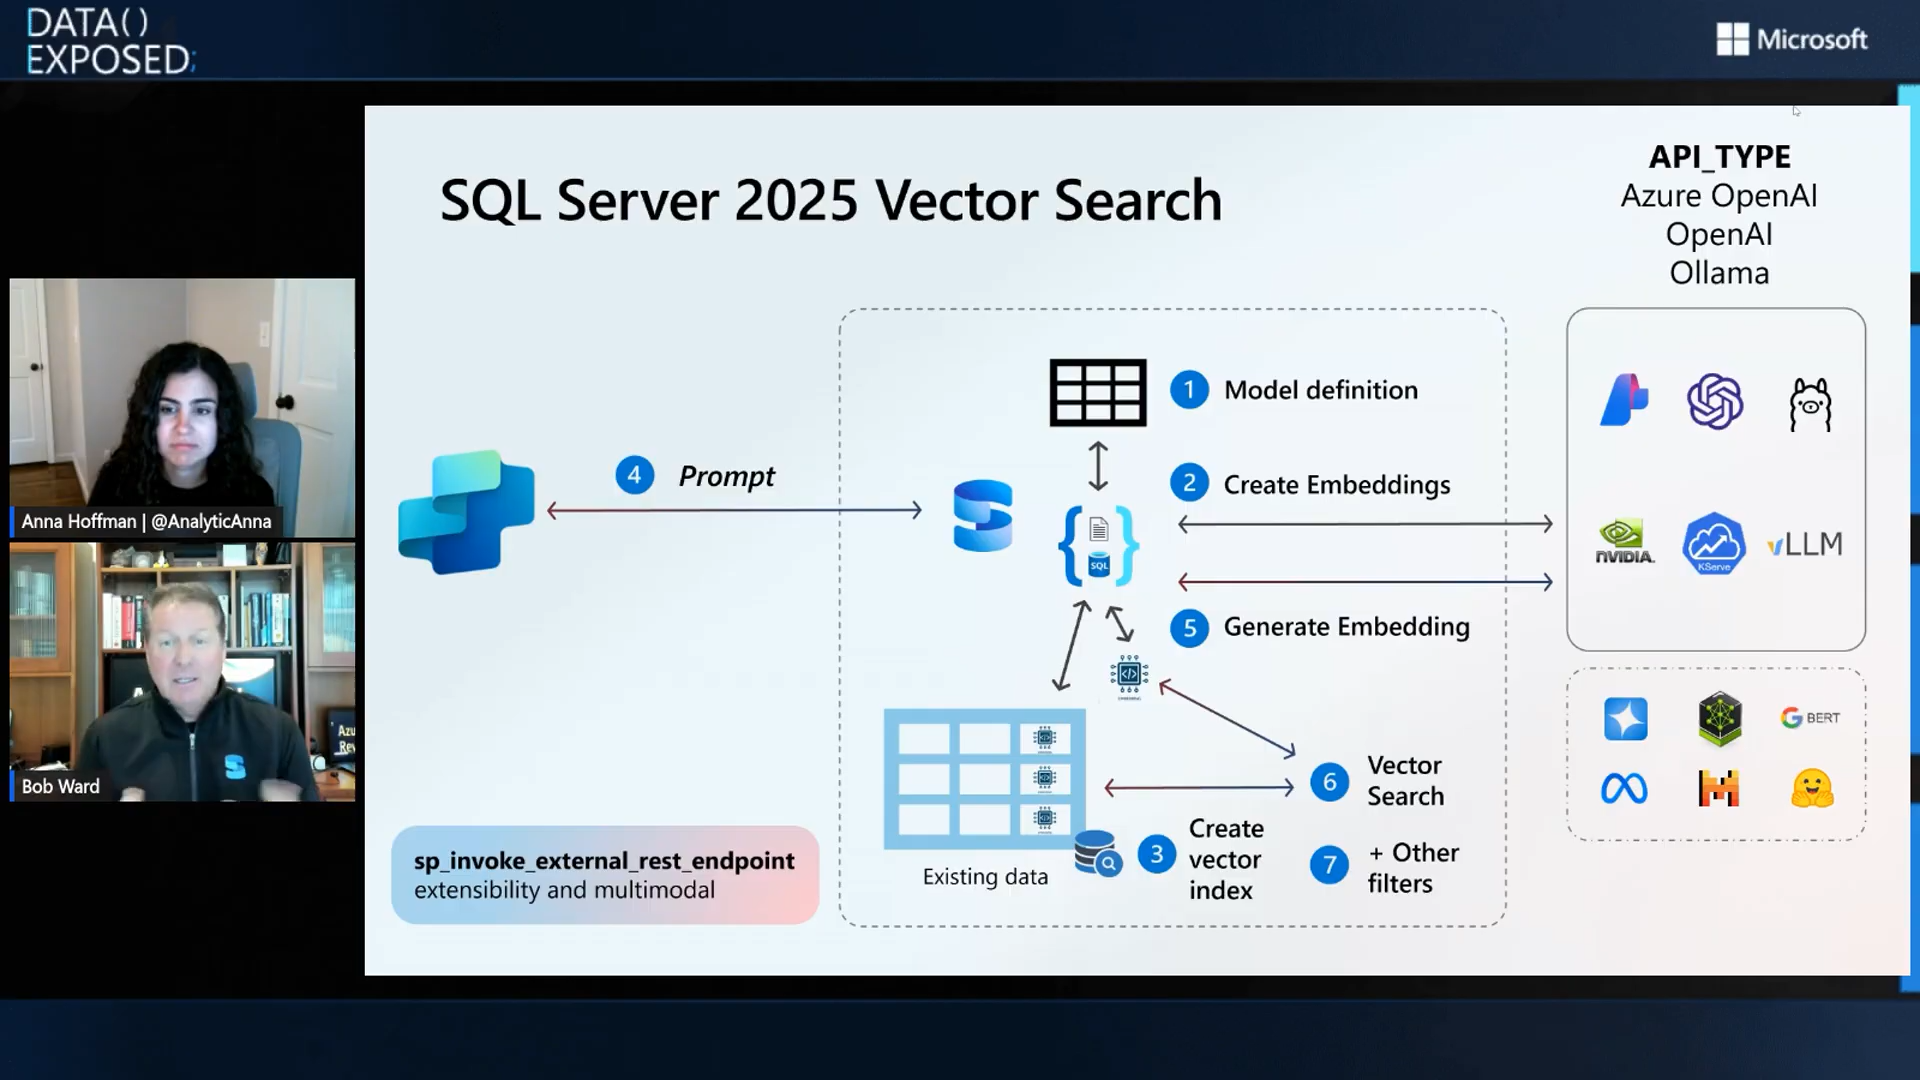 DATA()
EXPOSED;
Microsoft
SQL Server 2025 Vector Search
API_TYPE
Azure OpenAI
OpenAI
Ollama
1 Model definition
4 Prompt
2 Create Embeddings
SQL
NVIDIA.
KServe
vLLM
5 Generate Embedding
Anna Hoffman | @AnalyticAnna
Bob Ward
6 Vector
Search
BERT
3 Create
vector
index
7 + Other
filters
Existing data
sp_invoke_external_rest_endpoint
extensibility and multimodal